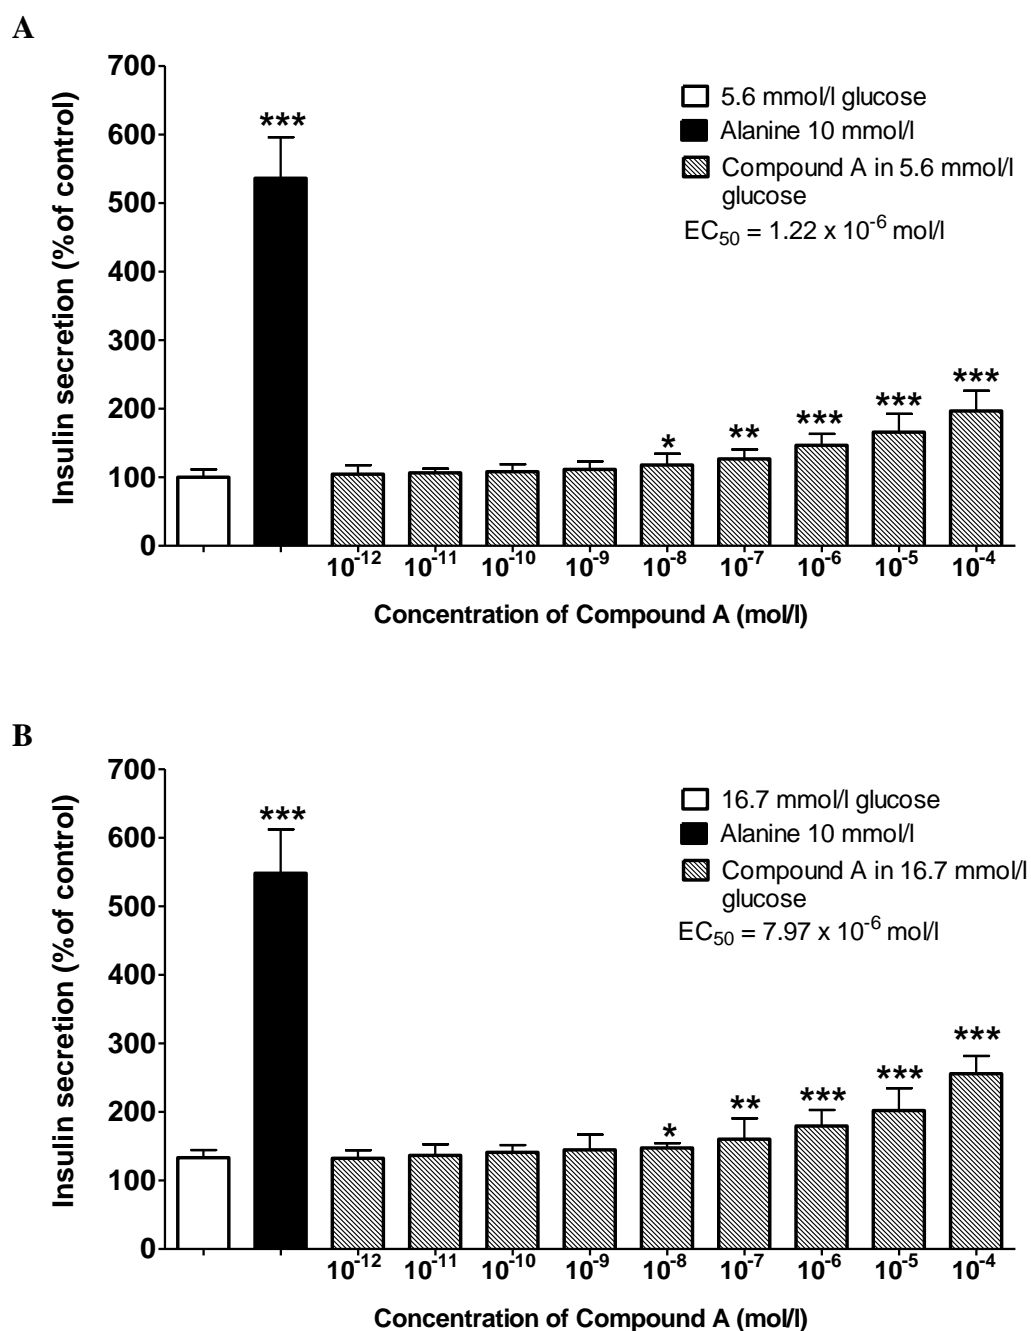 A
700
600
500
400
300
200
100
0
Insulin secretion (% of control)
***
*
**
***
***
***
5.6 mmol/l glucose
Alanine 10 mmol/l
Compound A in 5.6 mmol/l
glucose
EC50 = 1.22 x 10-6 mol/l
10-12 10-11 10-10 10-9 10-8 10-7 10-6 10-5 10-4
Concentration of Compound A (mol/l)
B
700
600
500
400
300
200
100
0
Insulin secretion (% of control)
***
*
**
***
***
***
16.7 mmol/l glucose
Alanine 10 mmol/l
Compound A in 16.7 mmol/l
glucose
EC50 = 7.97 x 10-6 mol/l
10-12 10-11 10-10 10-9 10-8 10-7 10-6 10-5 10-4
Concentration of Compound A (mol/l)